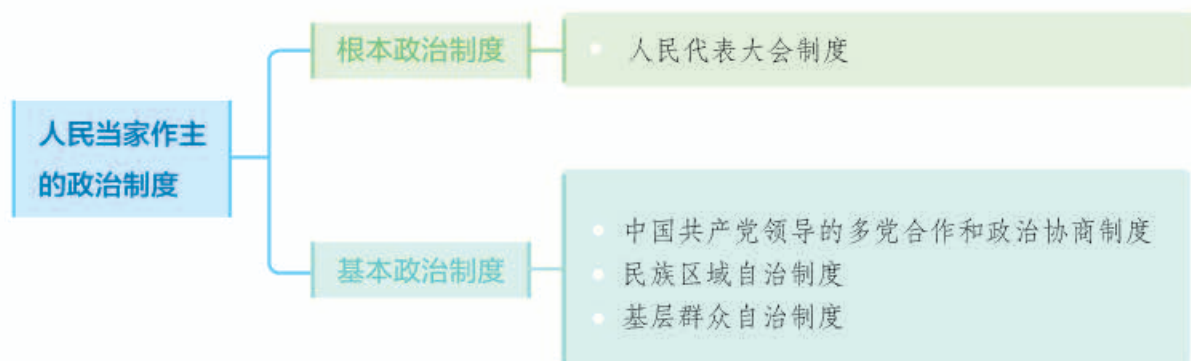 人民当家作主
的政治制度
根本政治制度
人民代表大会制度
基本政治制度
中国共产党领导的多党合作和政治协商制度
民族区域自治制度
基层群众自治制度